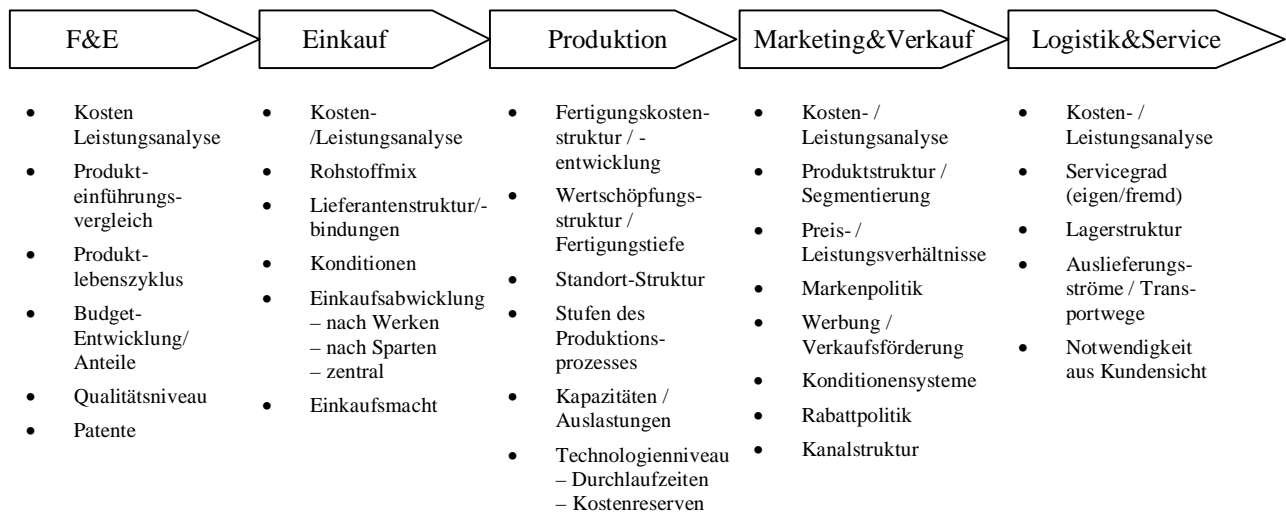 F&E
Einkauf
Produktion
Marketing&Verkauf
Logistik&Service
• Kosten
Leistungsanalyse
• Produkt-
einführungs-
vergleich
• Produkt-
lebenszyklus
• Budget-
Entwicklung/
Anteile
• Qualitätsniveau
• Patente
• Kosten-
/Leistungsanalyse
• Rohstoffmix
• Lieferantenstruktur/-
bindungen
• Konditionen
• Einkaufsabwicklung
– nach Werken
– nach Sparten
– zentral
• Einkaufsmacht
• Fertigungskosten-
struktur / -
entwicklung
• Wertschöpfungs-
struktur /
Fertigungstiefe
• Standort-Struktur
• Stufen des
Produktions-
prozesses
• Kapazitäten /
Auslastungen
• Technologienniveau
– Durchlaufzeiten
– Kostenreserven
• Kosten- /
Leistungsanalyse
• Produktstruktur /
Segmentierung
• Preis- /
Leistungsverhältnisse
• Markenpolitik
• Werbung /
Verkaufsförderung
• Konditionensysteme
• Rabattpolitik
• Kanalstruktur
• Kosten- /
Leistungsanalyse
• Servicegrad
(eigen/fremd)
• Lagerstruktur
• Auslieferungs-
ströme / Trans-
portwege
• Notwendigkeit
aus Kundensicht